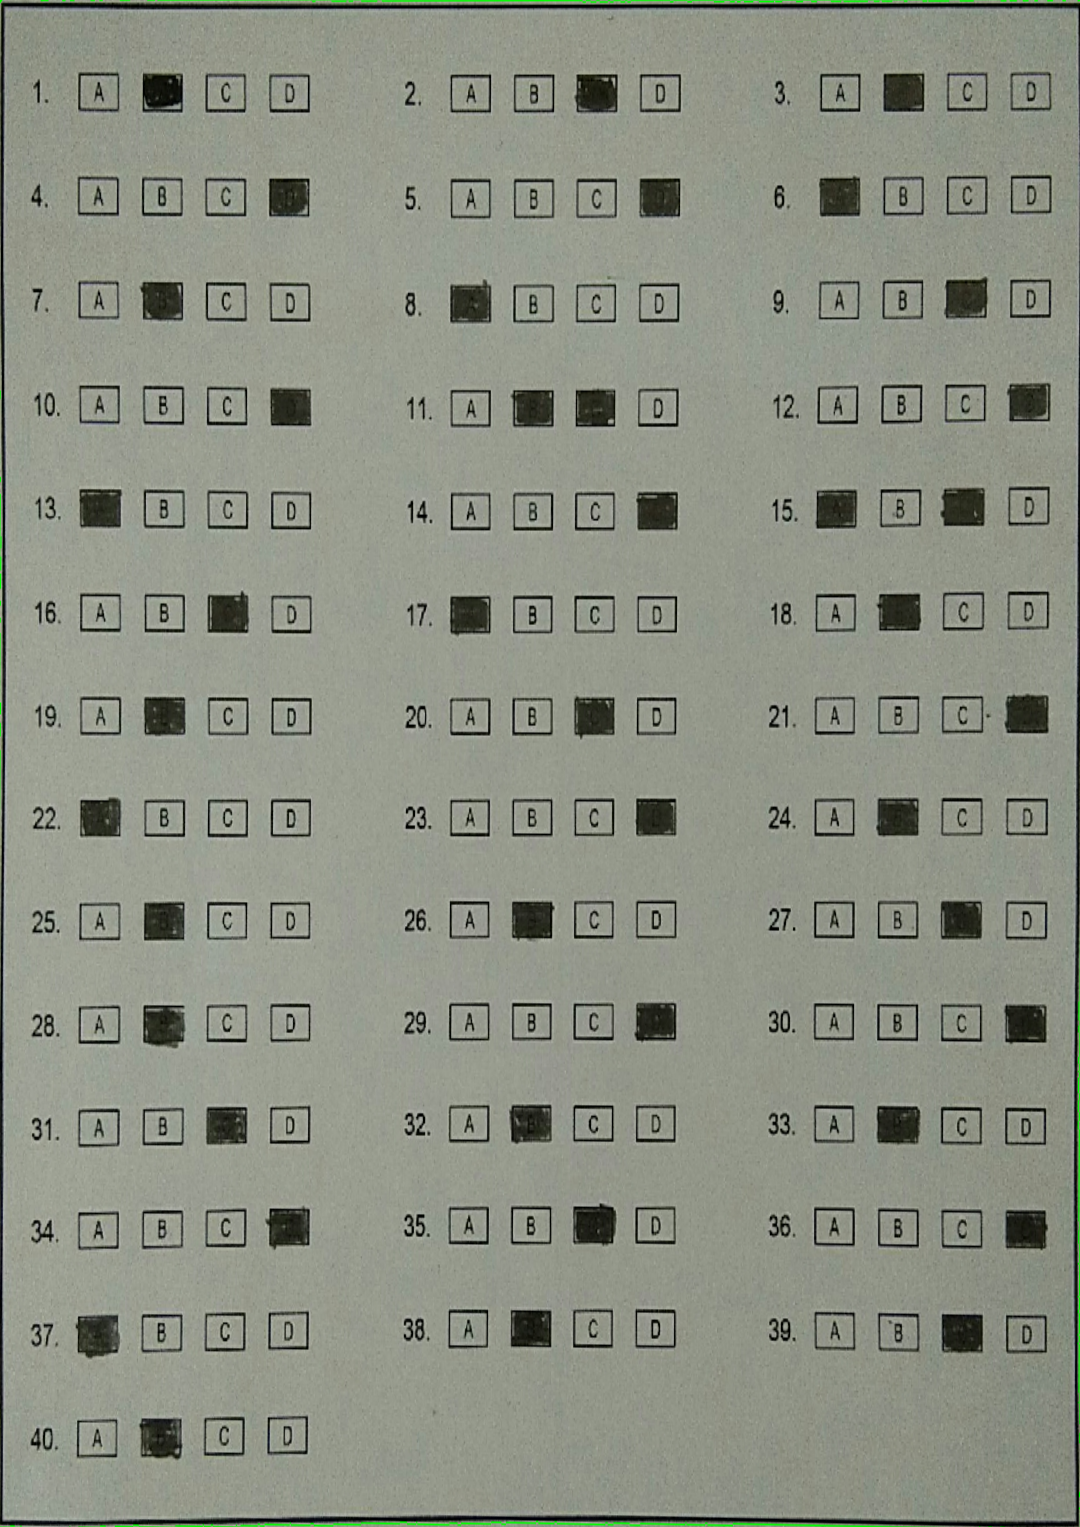 1. A C D 2. A B D 3. A C D
4. A B C D 5. A B C 6. B C D
7. A B C D 8. A B C D 9. A B D
10. A B C 11. A B D 12. A B C
13. B C D 14. A B C 15. A B D
16. A B D 17. B C D 18. A C D
19. A C D 20. A B C D 21. A B C
22. B C D 23. A B C 24. A B C D
25. A B C D 26. A B C D 27. A B D
28. A C D 29. A B C 30. A B C
31. A B D 32. A B C D 33. A B C D
34. A B C 35. A B D 36. A B C
37. B C D 38. A C D 39. A B D
40. A B C D